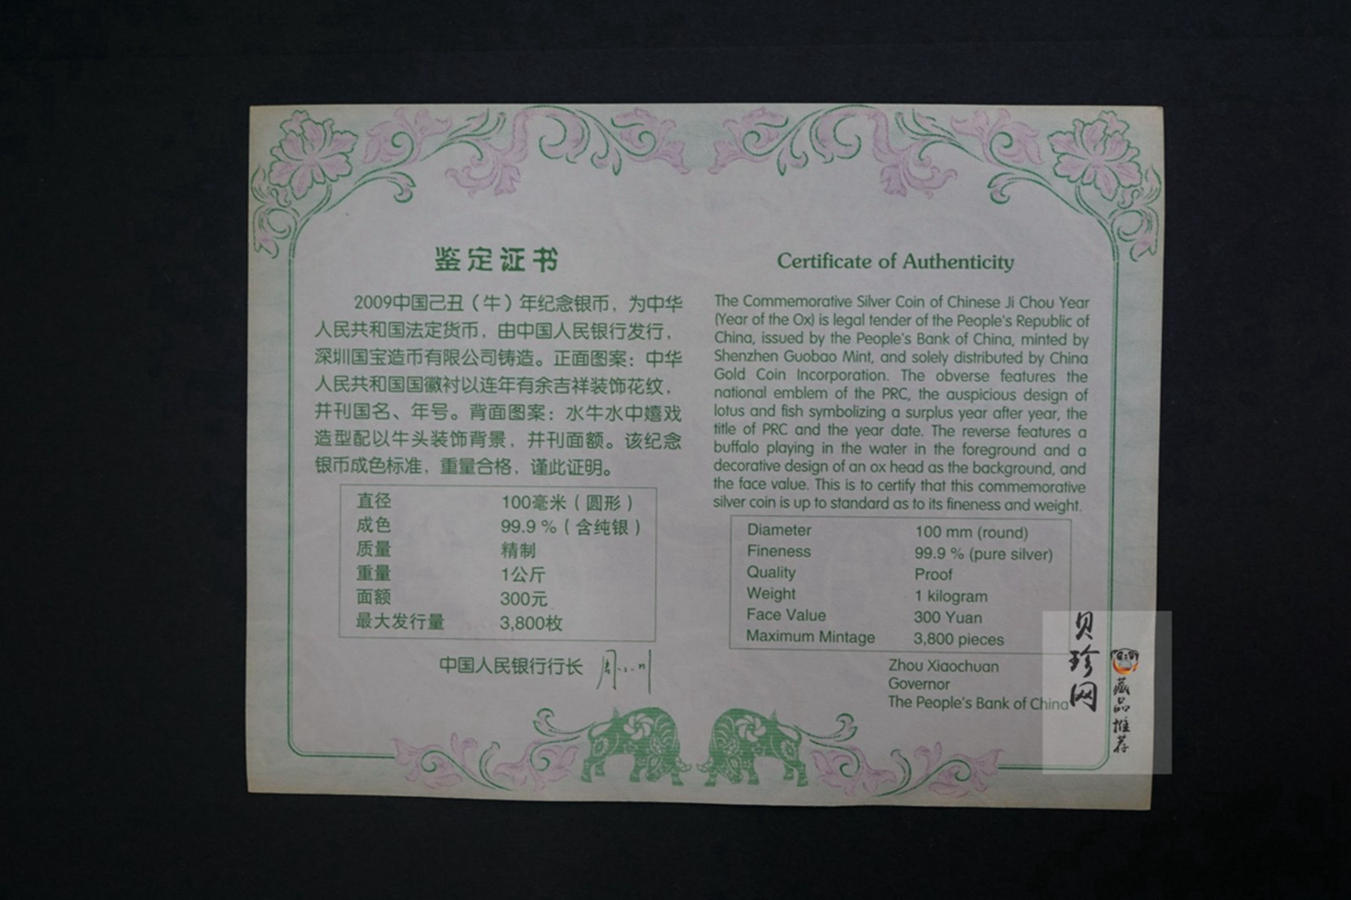 鉴定证书
2009中国己丑（牛）年纪念银币，为中华
人民共和国法定货币，由中国人民银行发行，
深圳国宝造币有限公司铸造。正面图案：中华
人民共和国国徽衬以连年有余吉祥装饰花纹，
并刊国名、年号。背面图案：水牛水中嬉戏
造型配以牛头装饰背景，并刊面额。该纪念
银币成色标准，重量合格，谨此证明。
直径 100毫米（圆形）
成色 99.9 %（含纯银）
质量 精制
重量 1公斤
面额 300元
最大发行量 3,800枚
中国人民银行行长
Certificate of Authenticity
The Commemorative Silver Coin of Chinese Ji Chou Year
(Year of the Ox) is legal tender of the People's Republic of
China, issued by the People's Bank of China, minted by
Shenzhen Guobao Mint, and solely distributed by China
Gold Coin Incorporation. The obverse features the
national emblem of the PRC, the auspicious design of
lotus and fish symbolizing a surplus year after year, the
title of PRC and the year date. The reverse features a
buffalo playing in the water in the foreground and a
decorative design of an ox head as the background, and
the face value. This is to certify that this commemorative
silver coin is up to standard as to its fineness and weight.
Diameter 100 mm (round)
Fineness 99.9 % (pure silver)
Quality Proof
Weight 1 kilogram
Face Value 300 Yuan
Maximum Mintage 3,800 pieces
Zhou Xiaochuan
Governor
The People's Bank of China
贝珍网
藏品推荐